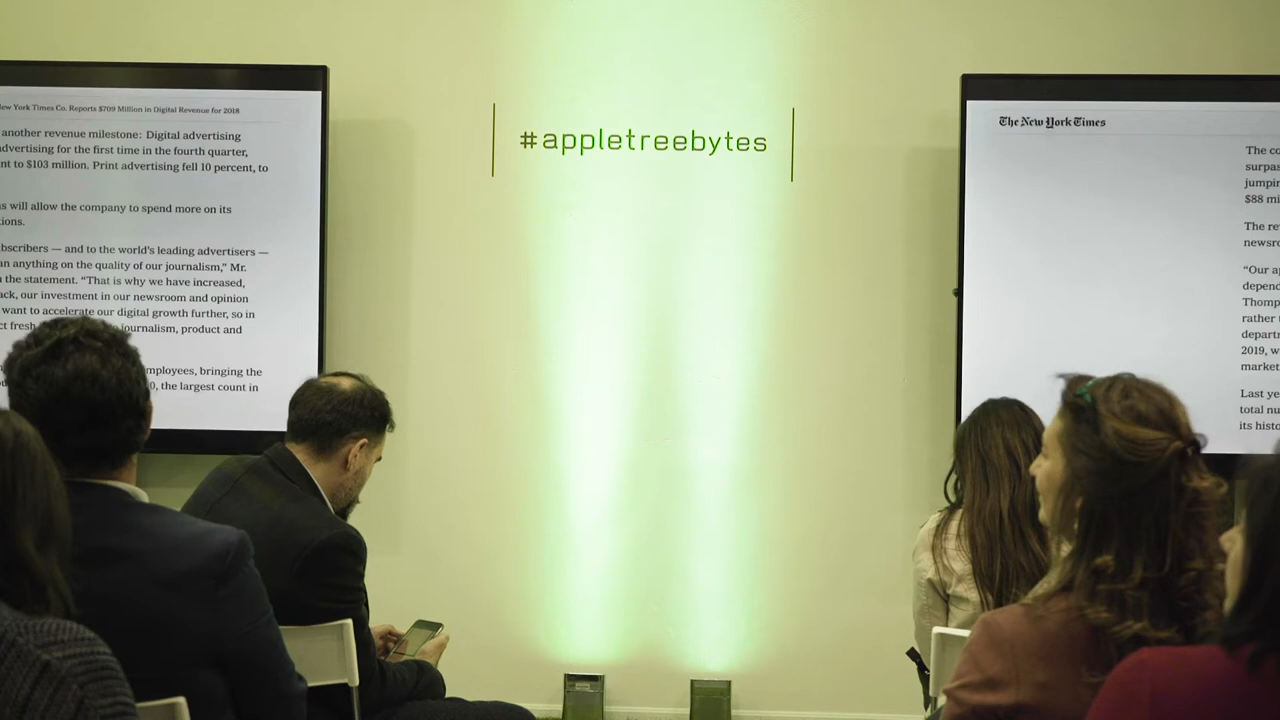 New York Times Co. Reports $709 Million in Digital Revenue for 2018
another revenue milestone: Digital advertising
advertising for the first time in the fourth quarter,
nt to $103 million. Print advertising fell 10 percent, to
s will allow the company to spend more on its
ions.
bscribers — and to the world's leading advertisers —
an anything on the quality of our journalism,” Mr.
the statement. “That is why we have increased,
ack, our investment in our newsroom and opinion
want to accelerate our digital growth further, so in
ct fresh journalism, product and
mployees, bringing the
0, the largest count in
#appletreebytes
The New York Times
The co
surpas
jumpin
$88 mi
The re
newsro
“Our ap
depend
Thomp
rather
departm
2019, w
market
Last ye
total nu
its histo